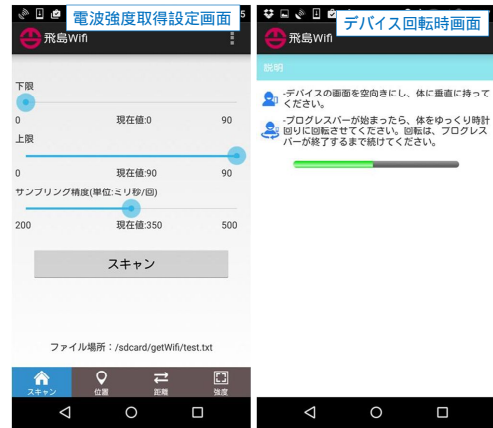 電波強度取得設定画面
5
飛島Wifi
下限
0 現在値:0 90
上限
0 現在値:90 90
サンプリング精度(単位:ミリ秒/回)
200 現在値:350 500
スキャン
ファイル場所:/sdcard/getWifi/test.txt
スキャン 位置 距離 強度
デバイス回転時画面
飛島Wifi
説明
-デバイスの画面を空向きにし、体に垂直に持って
ください。
-プログレスバーが始まったら、体をゆっくり時計
回りに回転させてください。回転は、プログレス
バーが終了するまで続けてください。